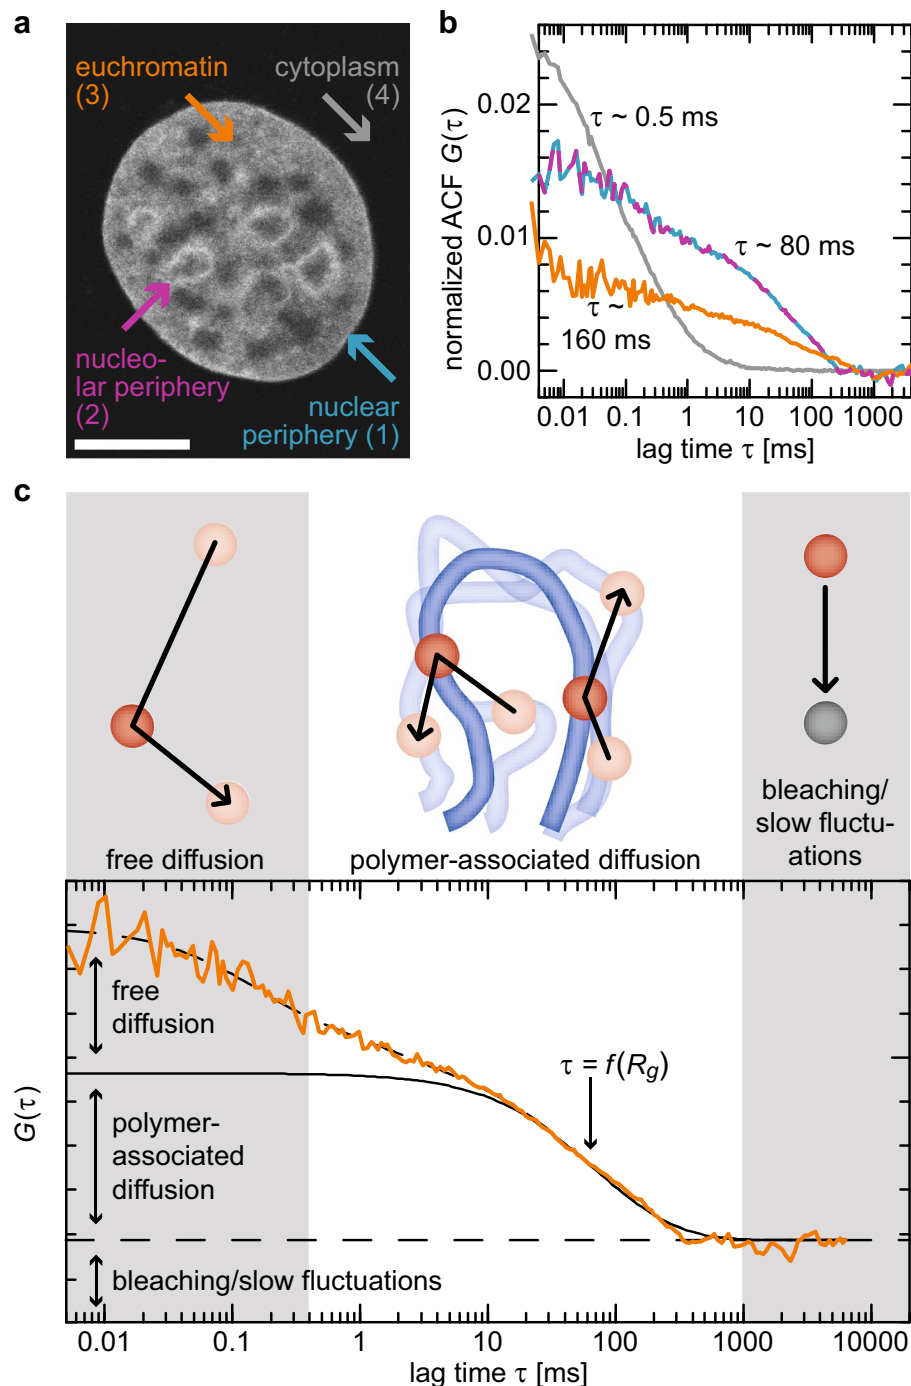 a
euchromatin
(3)
cytoplasm
(4)
nucleo-
lar periphery
(2)
nuclear
periphery (1)
b
normalized ACF G(τ)
0.02
0.01
0.00
τ ~ 0.5 ms
τ ~ 80 ms
τ ~
160 ms
0.01 0.1 1 10 100 1000
lag time τ [ms]
c
free diffusion
polymer-associated diffusion
bleaching/
slow fluctu-
ations
G(τ)
free
diffusion
polymer-
associated
diffusion
bleaching/slow fluctuations
τ = f(Rg)
0.01 0.1 1 10 100 1000 10000
lag time τ [ms]